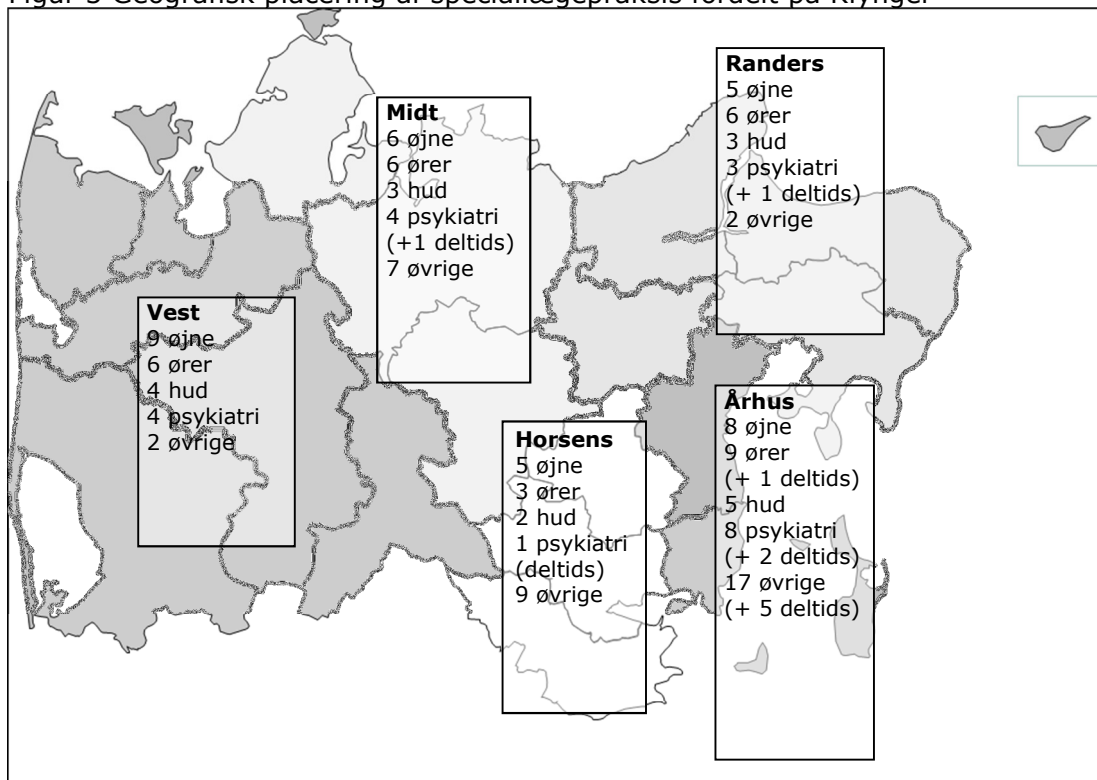 Figur 3 Geografisk placering af speciallægepraksis fordelt på Klynger
Midt
6 øjne
6 ører
3 hud
4 psykiatri
(+1 deltids)
7 øvrige
Randers
5 øjne
6 ører
3 hud
3 psykiatri
(+ 1 deltids)
2 øvrige
Vest
9 øjne
6 ører
4 hud
4 psykiatri
2 øvrige
Horsens
5 øjne
3 ører
2 hud
1 psykiatri
(deltids)
9 øvrige
Århus
8 øjne
9 ører
(+ 1 deltids)
5 hud
8 psykiatri
(+ 2 deltids)
17 øvrige
(+ 5 deltids)